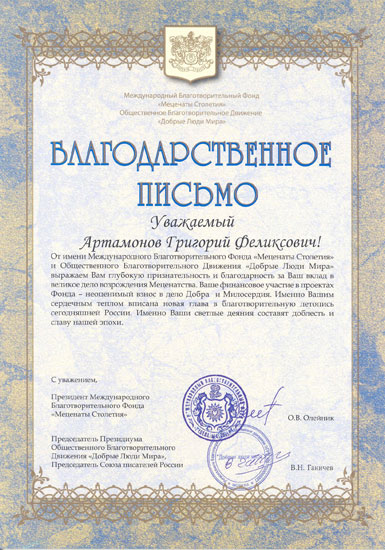 Международный Благотворительный Фонд
«Меценаты Столетия»
Общественное Благотворительное Движение
«Добрые Люди Мира»
БЛАГОДАРСТВЕННОЕ
ПИСЬМО
Уважаемый
Артамонов Григорий Феликсович!
От имени Международного Благотворительного Фонда «Меценаты Столетия»
и Общественного Благотворительного Движения «Добрые Люди Мира»
выражаем Вам глубокую признательность и благодарность за Ваш вклад в
великое дело возрождения Меценатства. Ваше финансовое участие в проектах
Фонда – неоценимый взнос в дело Добра и Милосердия. Именно Вашим
сердечным теплом вписана новая глава в благотворительную летопись
сегодняшней России. Именно Ваши светлые деяния составят доблесть и
славу нашей эпохи.
С уважением,
Президент Международного
Благотворительного Фонда
«Меценаты Столетия»
О.В. Олейник
Председатель Президиума
Общественного Благотворительного
Движения «Добрые Люди Мира»,
Председатель Союза писателей России
В.Н. Ганичев